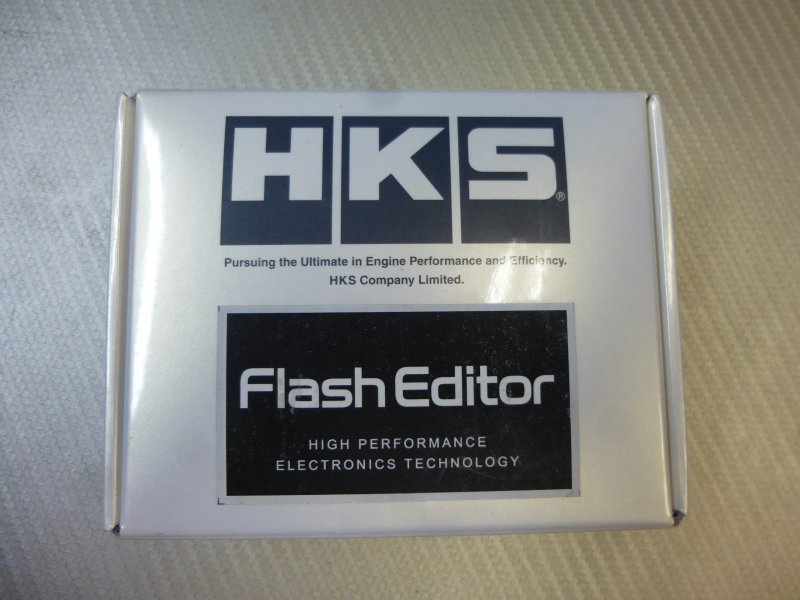 HKS®
Pursuing the Ultimate in Engine Performance and Efficiency.
HKS Company Limited.
Flash Editor
HIGH PERFORMANCE
ELECTRONICS TECHNOLOGY